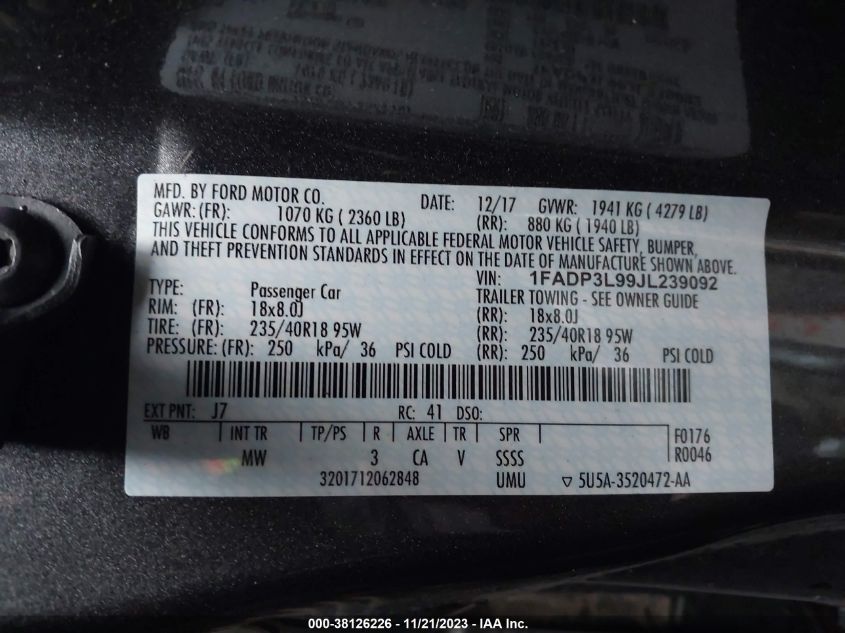 MFD. BY FORD MOTOR CO. DATE: 12/17 GVWR: 1941 KG ( 4279 LB)
GAWR: (FR): 1070 KG ( 2360 LB) (RR): 880 KG ( 1940 LB)
THIS VEHICLE CONFORMS TO ALL APPLICABLE FEDERAL MOTOR VEHICLE SAFETY, BUMPER,
AND THEFT PREVENTION STANDARDS IN EFFECT ON THE DATE OF MANUFACTURE SHOWN ABOVE.
VIN: 1FADP3L99JL239092
TYPE: Passenger Car TRAILER TOWING - SEE OWNER GUIDE
RIM: (FR): 18x8.0J (RR): 18x8.0J
TIRE: (FR): 235/40R18 95W (RR): 235/40R18 95W
PRESSURE: (FR): 250 kPa/ 36 PSI COLD (RR): 250 kPa/ 36 PSI COLD
EXT PNT: J7 RC: 41 DSO:
WB INT TR TP/PS R AXLE TR SPR F0176
MW 3 CA V SSSS R0046
3201712062848 UMU ▽ 5U5A-3520472-AA
000-38126226 - 11/21/2023 - IAA Inc.